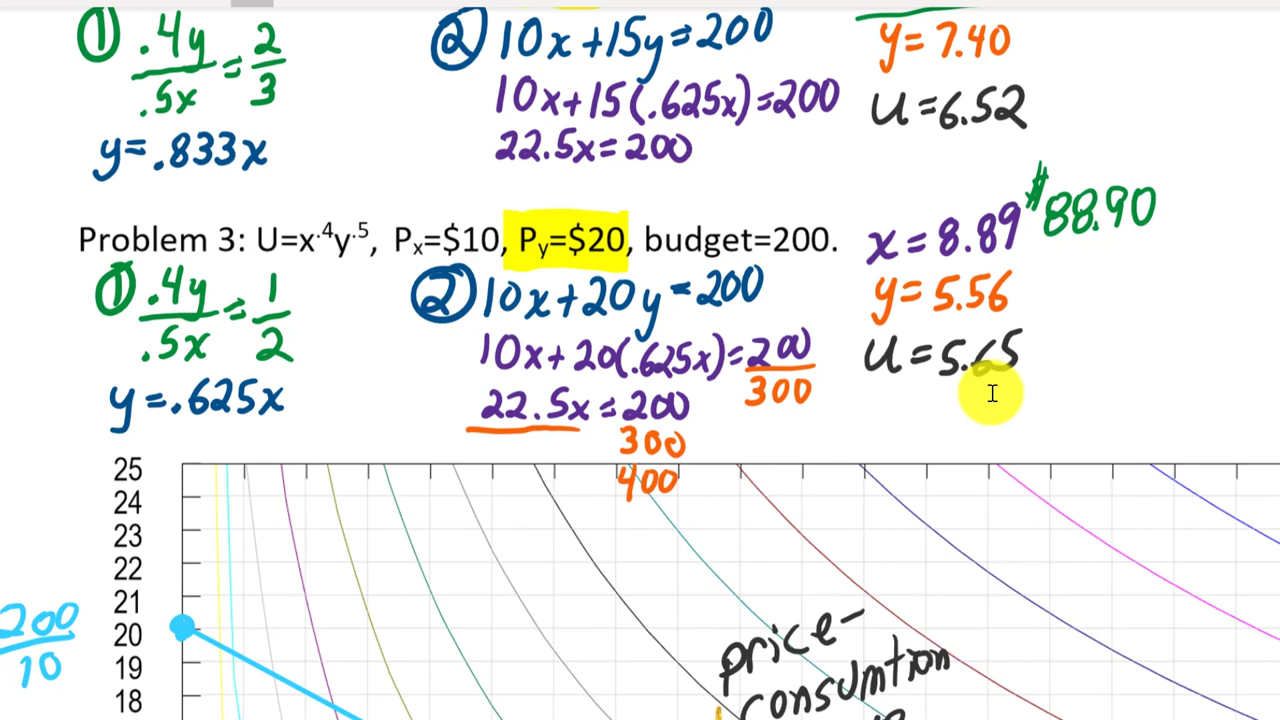 ① .4y / .5x = 2/3
y=.833x
② 10x+15y=200
10x+15(.625x)=200
22.5x=200
y=7.40
U=6.52
Problem 3: U=x^.4y^.5, Px=$10, Py=$20, budget=200.
① .4y / .5x = 1/2
y=.625x
② 10x+20y=200
10x+20(.625x)=200
300
22.5x=200
300
400
x=8.89 $88.90
y=5.56
U=5.65
25
24
23
22
21
20
19
18
200/10
price-
consumtion